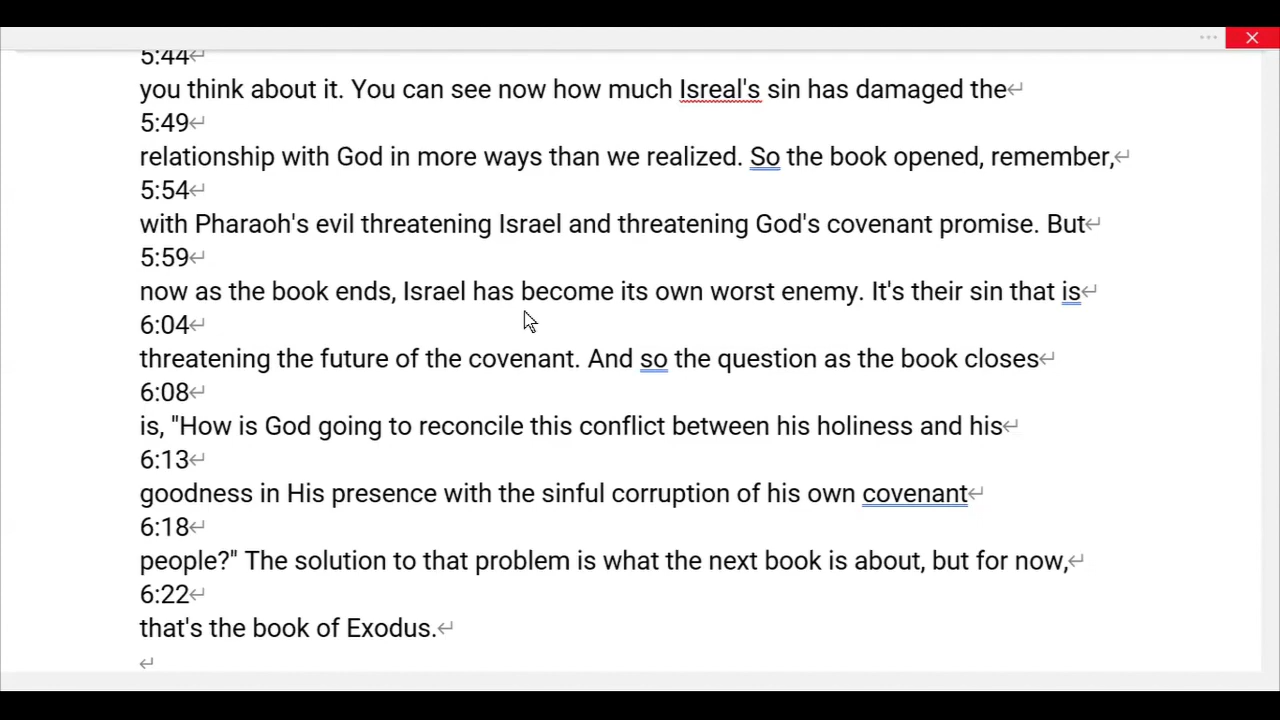 5:44
you think about it. You can see now how much Isreal's sin has damaged the
5:49
relationship with God in more ways than we realized. So the book opened, remember,
5:54
with Pharaoh's evil threatening Israel and threatening God's covenant promise. But
5:59
now as the book ends, Israel has become its own worst enemy. It's their sin that is
6:04
threatening the future of the covenant. And so the question as the book closes
6:08
is, "How is God going to reconcile this conflict between his holiness and his
6:13
goodness in His presence with the sinful corruption of his own covenant
6:18
people?" The solution to that problem is what the next book is about, but for now,
6:22
that's the book of Exodus.